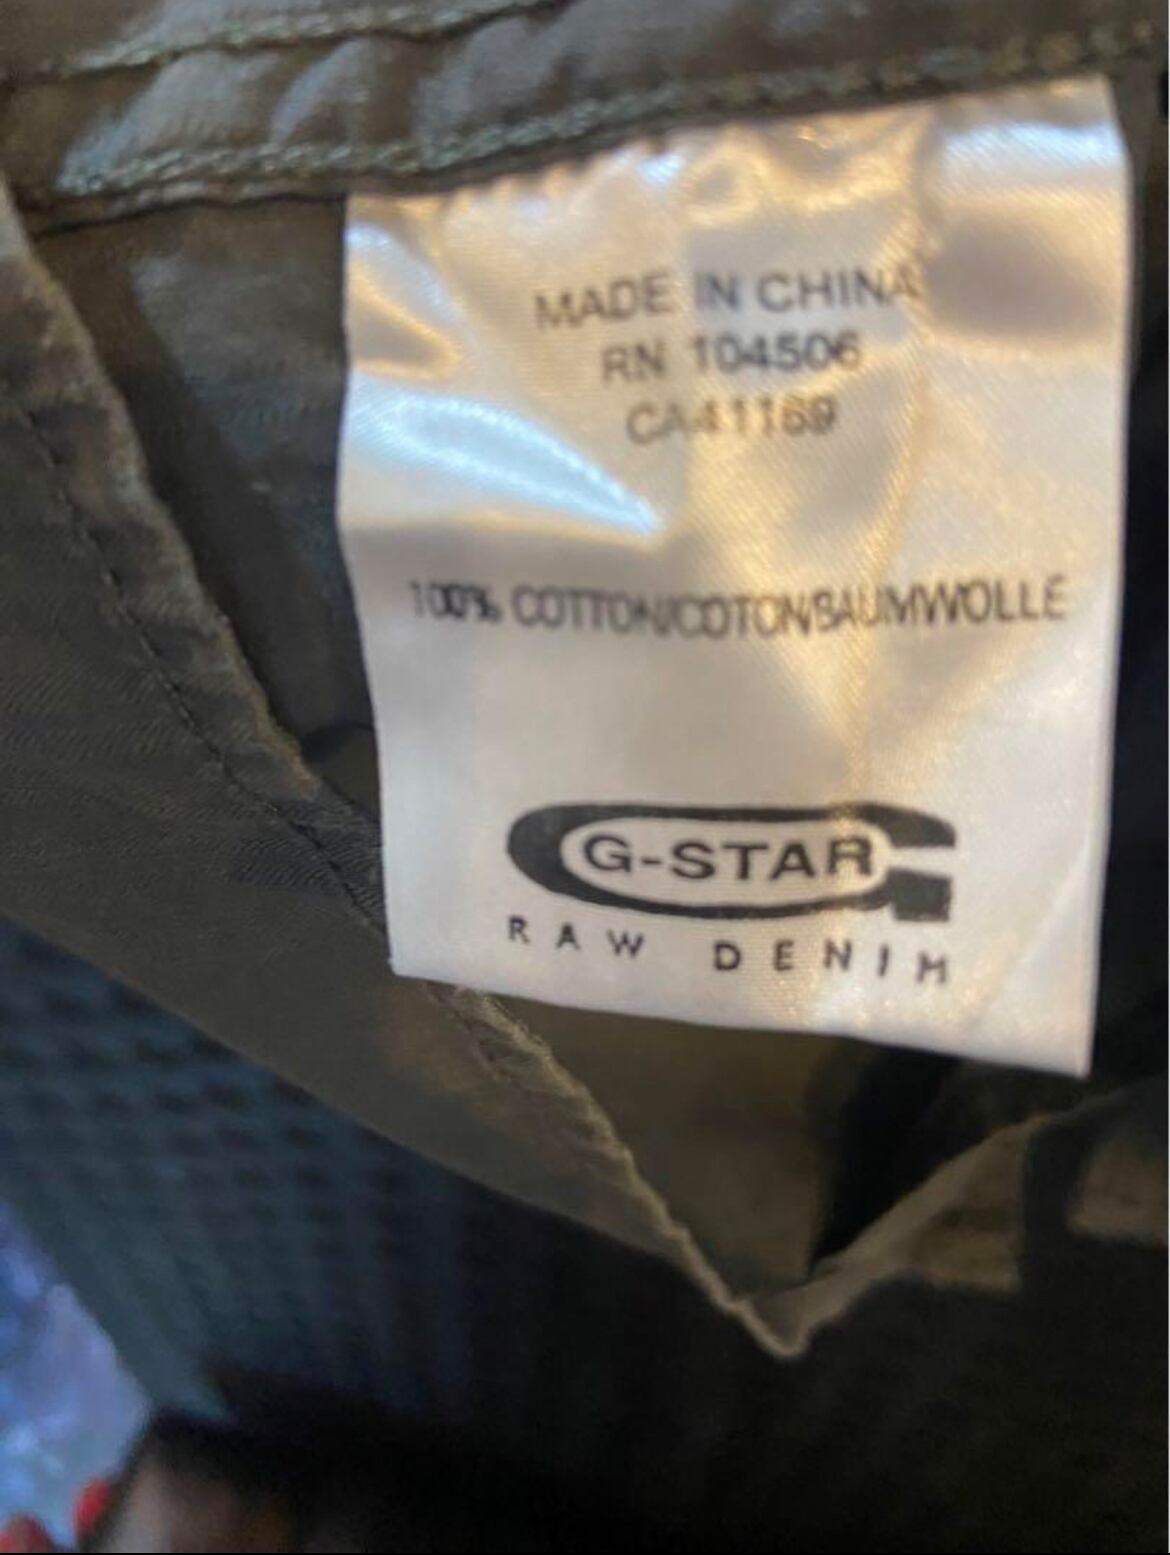 MADE IN CHINA
RN 104506
CA41169
100% COTTON/COTON/BAUMWOLLE
G-STAR
RAW DENIM